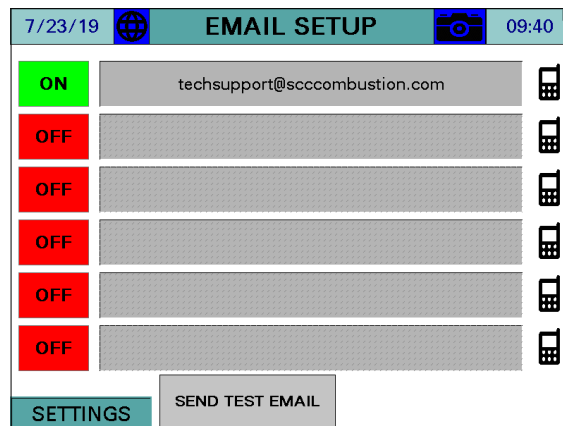 7/23/19 EMAIL SETUP 09:40
ON techsupport@scccombustion.com
OFF
OFF
OFF
OFF
OFF
SEND TEST EMAIL
SETTINGS